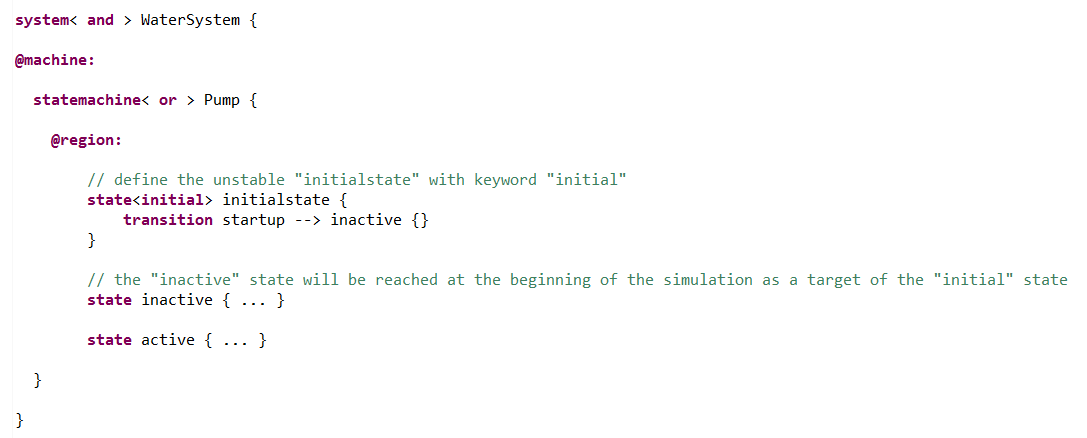 system< and > WaterSystem {
@machine:
statemachine< or > Pump {
@region:
// define the unstable "initialstate" with keyword "initial"
state<initial> initialstate {
transition startup --> inactive {}
}
// the "inactive" state will be reached at the beginning of the simulation as a target of the "initial" state
state inactive { ... }
state active { ... }
}
}